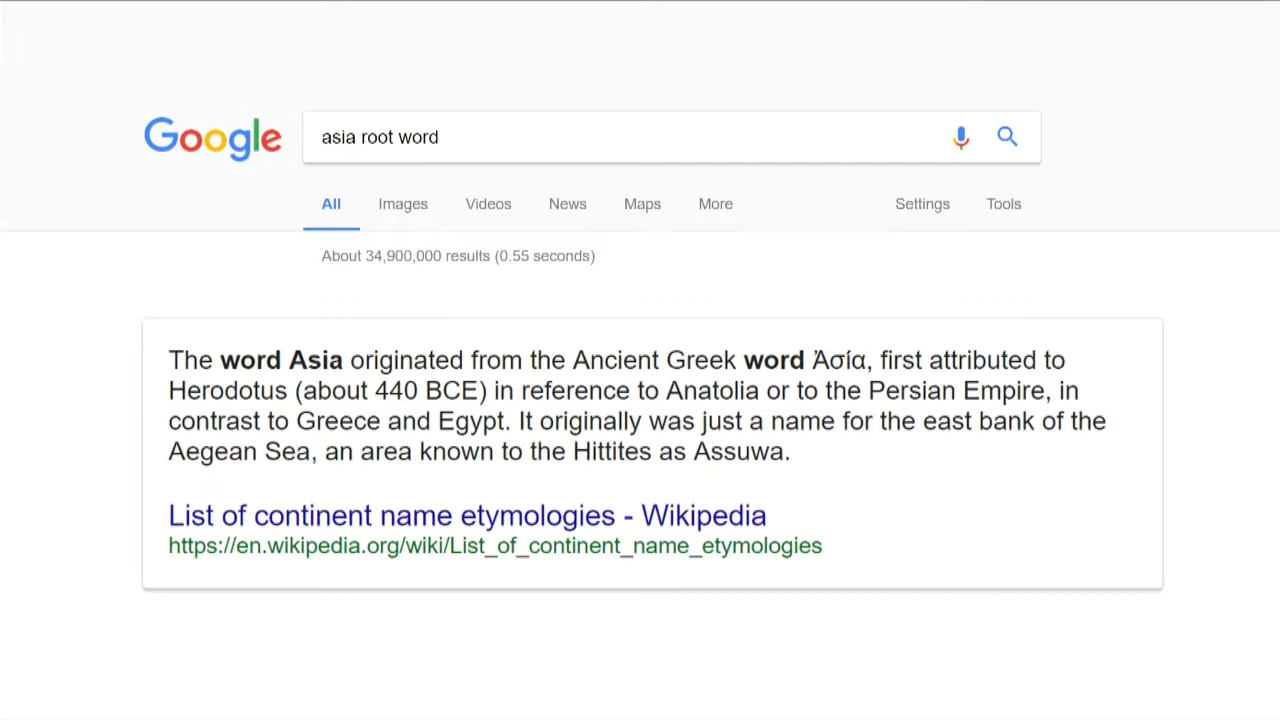 Google
asia root word
All Images Videos News Maps More Settings Tools
About 34,900,000 results (0.55 seconds)
The word Asia originated from the Ancient Greek word Ἀσία, first attributed to
Herodotus (about 440 BCE) in reference to Anatolia or to the Persian Empire, in
contrast to Greece and Egypt. It originally was just a name for the east bank of the
Aegean Sea, an area known to the Hittites as Assuwa.
List of continent name etymologies - Wikipedia
https://en.wikipedia.org/wiki/List_of_continent_name_etymologies